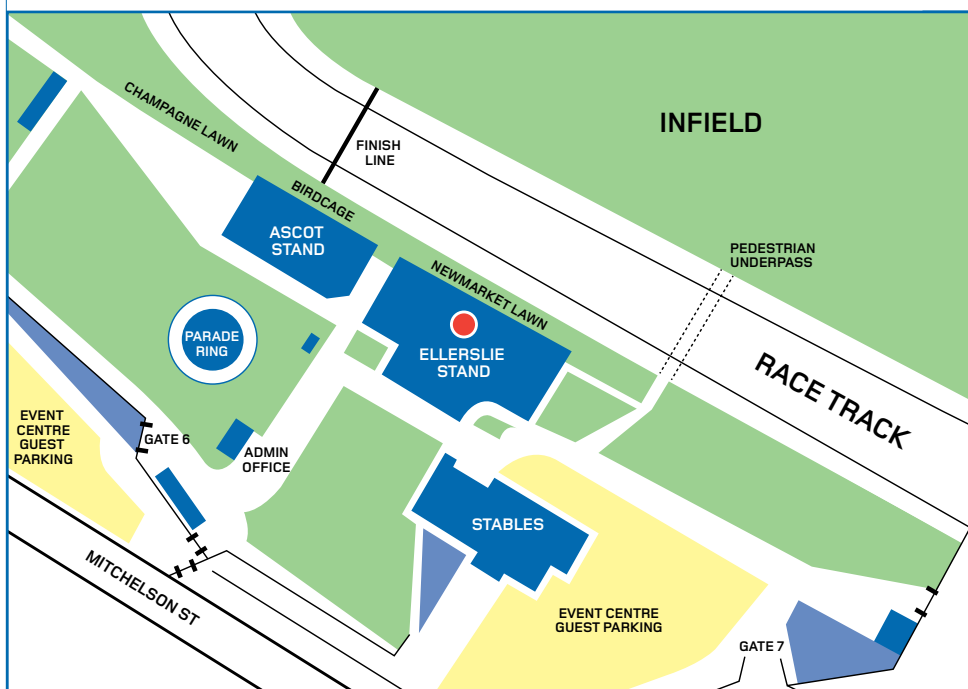 INFIELD
CHAMPAGNE LAWN
FINISH
LINE
BIRDCAGE
ASCOT
STAND
PEDESTRIAN
UNDERPASS
NEWMARKET LAWN
PARADE
RING
ELLERSLIE
STAND
RACE TRACK
EVENT
CENTRE
GUEST
PARKING
GATE 6
ADMIN
OFFICE
STABLES
MITCHELSON ST
EVENT CENTRE
GUEST PARKING
GATE 7